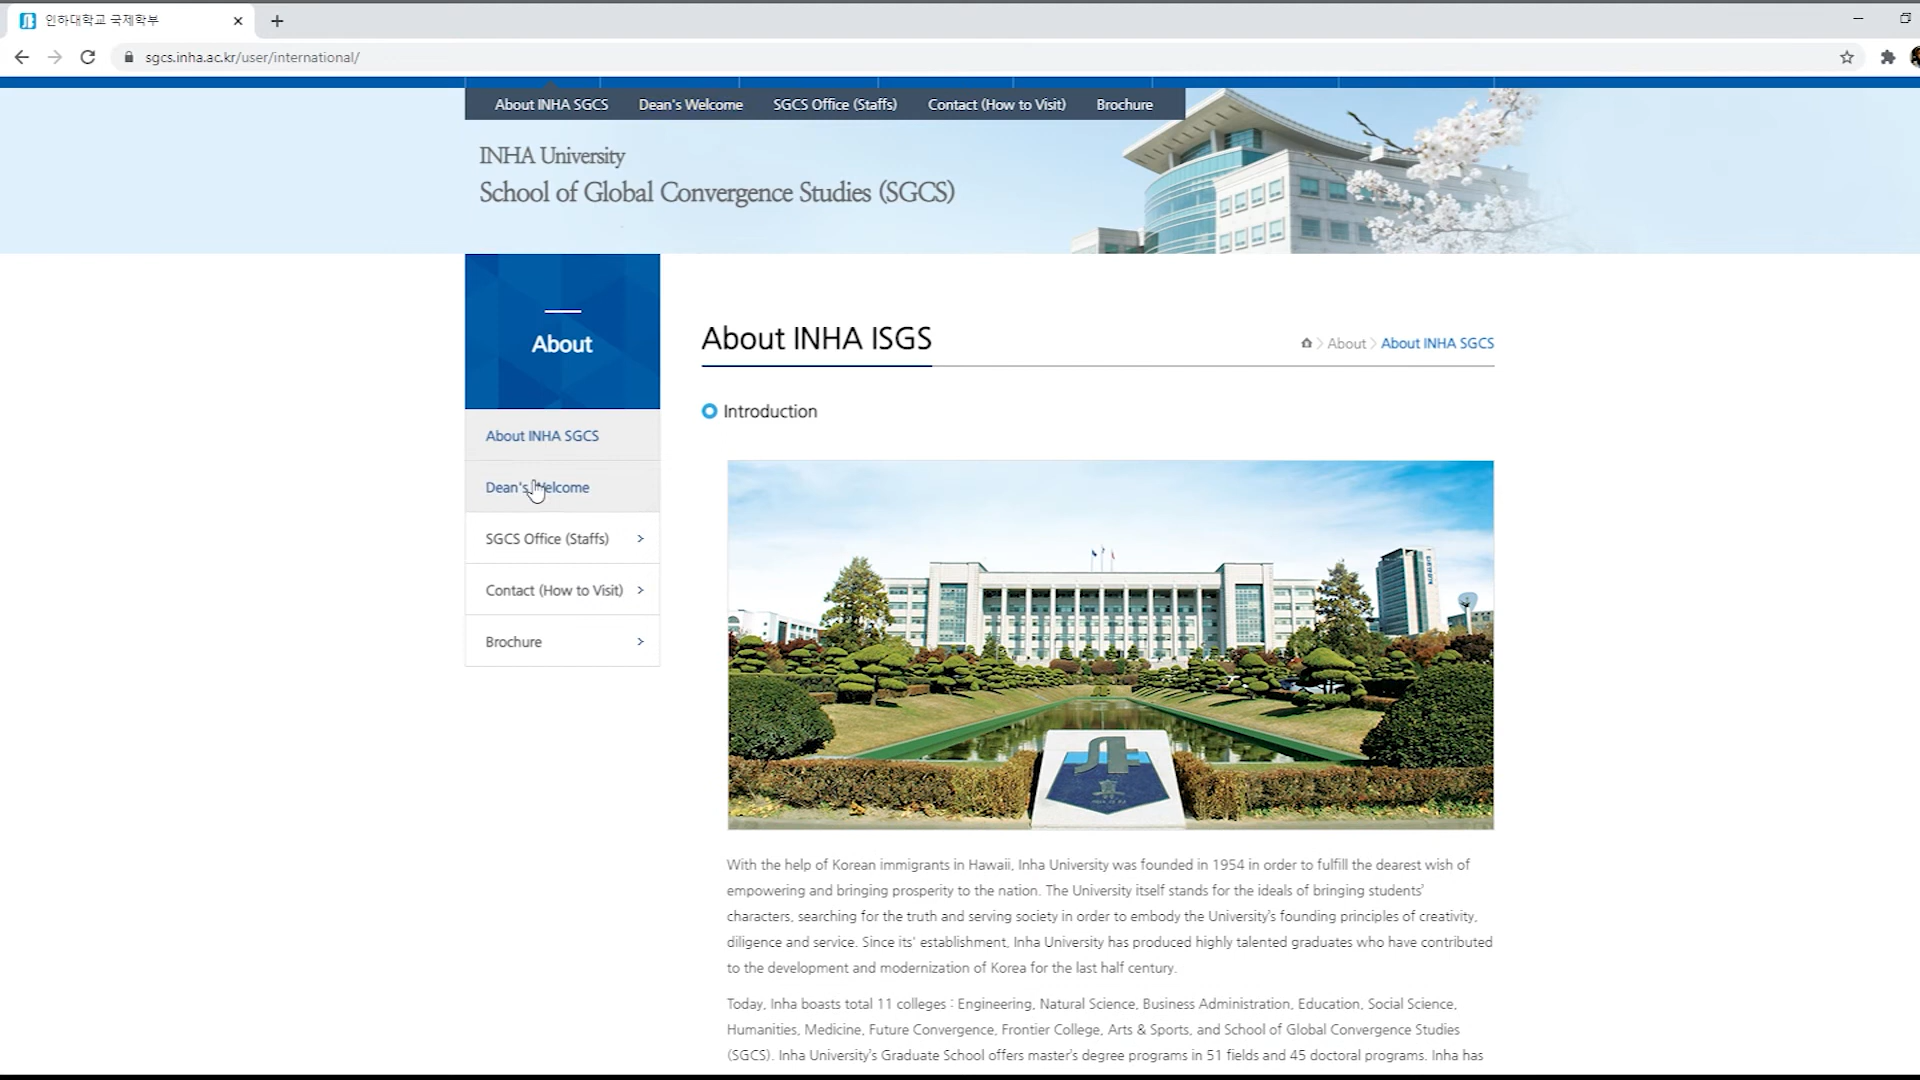 인하대학교 국제학부
sgcs.inha.ac.kr/user/international/
About INHA SGCS Dean's Welcome SGCS Office (Staffs) Contact (How to Visit) Brochure
INHA University
School of Global Convergence Studies (SGCS)
About
About INHA SGCS
Dean's Welcome
SGCS Office (Staffs)
Contact (How to Visit)
Brochure
About INHA ISGS
About > About INHA SGCS
Introduction
With the help of Korean immigrants in Hawaii, Inha University was founded in 1954 in order to fulfill the dearest wish of
empowering and bringing prosperity to the nation. The University itself stands for the ideals of bringing students'
characters, searching for the truth and serving society in order to embody the University's founding principles of creativity,
diligence and service. Since its' establishment, Inha University has produced highly talented graduates who have contributed
to the development and modernization of Korea for the last half century.
Today, Inha boasts total 11 colleges : Engineering, Natural Science, Business Administration, Education, Social Science,
Humanities, Medicine, Future Convergence, Frontier College, Arts & Sports, and School of Global Convergence Studies
(SGCS). Inha University's Graduate School offers master's degree programs in 51 fields and 45 doctoral programs. Inha has